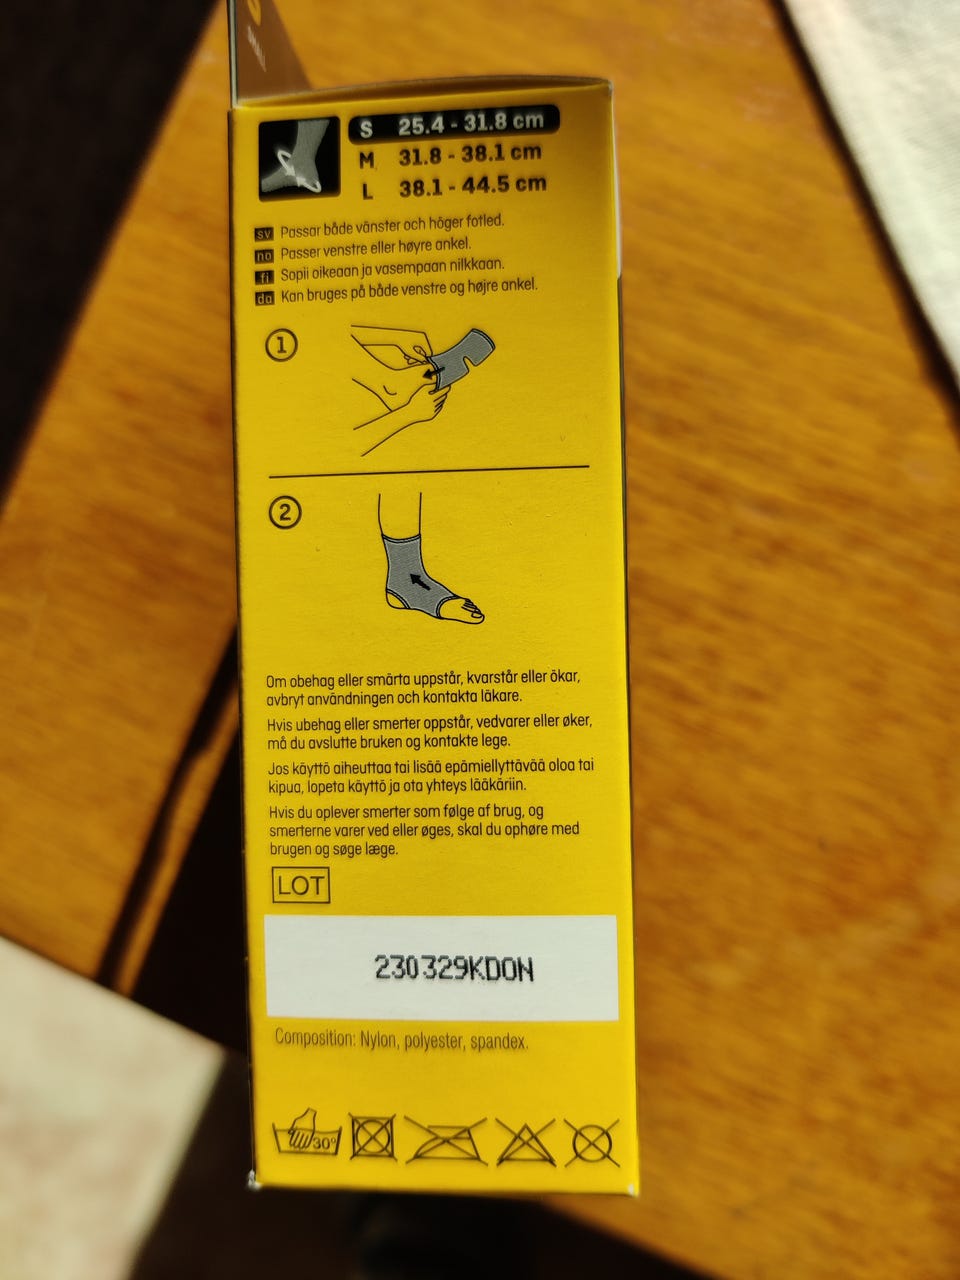 SMALL
S 25.4 - 31.8 cm
M 31.8 - 38.1 cm
L 38.1 - 44.5 cm
sv Passar både vänster och höger fotled.
no Passer venstre eller høyre ankel.
fi Sopii oikeaan ja vasempaan nilkkaan.
da Kan bruges på både venstre og højre ankel.
1
2
Om obehag eller smärta uppstår, kvarstår eller ökar,
avbryt användningen och kontakta läkare.
Hvis ubehag eller smerter oppstår, vedvarer eller øker,
må du avslutte bruken og kontakte lege.
Jos käyttö aiheuttaa tai lisää epämiellyttävää oloa tai
kipua, lopeta käyttö ja ota yhteys lääkäriin.
Hvis du oplever smerter som følge af brug, og
smerterne varer ved eller øges, skal du ophøre med
brugen og søge læge.
LOT
230329KDON
Composition: Nylon, polyester, spandex.
30°